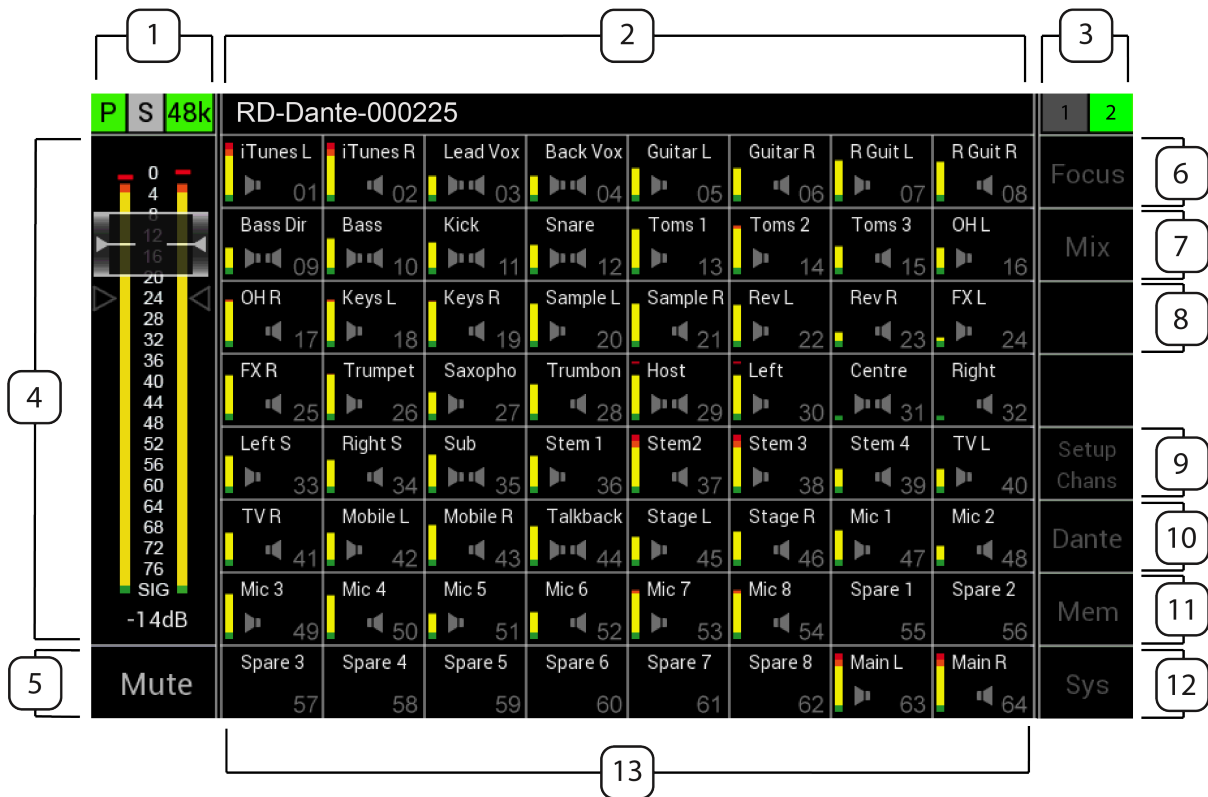 1 2 3
P S 48k RD-Dante-000225 1 2
iTunes L iTunes R Lead Vox Back Vox Guitar L Guitar R R Guit L R Guit R
01 02 03 04 05 06 07 08
Focus 6
Bass Dir Bass Kick Snare Toms 1 Toms 2 Toms 3 OH L
09 10 11 12 13 14 15 16
Mix 7
OH R Keys L Keys R Sample L Sample R Rev L Rev R FX L
17 18 19 20 21 22 23 24
8
FX R Trumpet Saxopho Trumbon Host Left Centre Right
25 26 27 28 29 30 31 32
Left S Right S Sub Stem 1 Stem2 Stem 3 Stem 4 TV L
33 34 35 36 37 38 39 40
Setup
Chans
9
TV R Mobile L Mobile R Talkback Stage L Stage R Mic 1 Mic 2
41 42 43 44 45 46 47 48
Dante 10
Mic 3 Mic 4 Mic 5 Mic 6 Mic 7 Mic 8 Spare 1 Spare 2
49 50 51 52 53 54 55 56
Mem 11
Spare 3 Spare 4 Spare 5 Spare 6 Spare 7 Spare 8 Main L Main R
57 58 59 60 61 62 63 64
Sys 12
4
0
4
8
12
16
20
24
28
32
36
40
44
48
52
56
60
64
68
72
76
SIG
-14dB
5
Mute
13